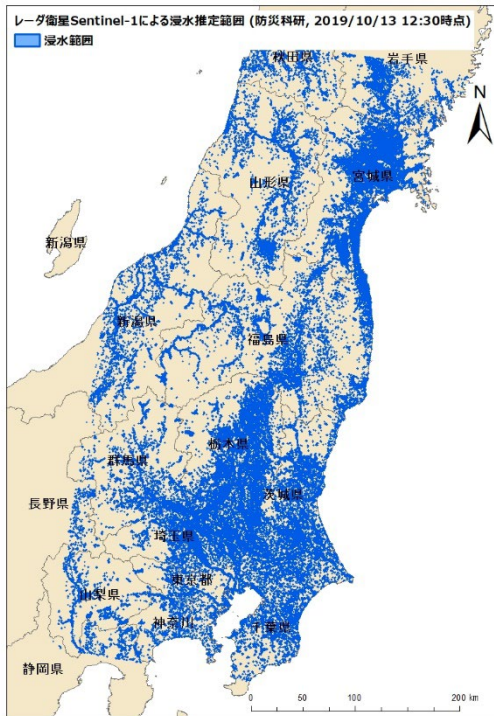 レーダ衛星Sentinel-1による浸水推定範囲 (防災科研, 2019/10/13 12:30時点)
浸水範囲
秋田県
岩手県
N
宮城県
山形県
新潟県
新潟県
福島県
栃木県
群馬県
茨城県
長野県
埼玉県
東京都
山梨県
神奈川
千葉県
静岡県
0 50 100 200 km